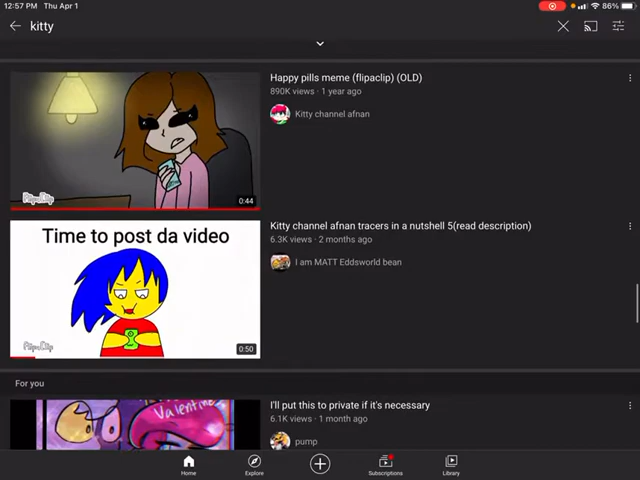 12:57 PM Thu Apr 1
86%
kitty
Happy pills meme (flipaclip) (OLD)
890K views · 1 year ago
Kitty channel afnan
FlipaClip
0:44
Time to post da video
Kitty channel afnan tracers in a nutshell 5(read description)
6.3K views · 2 months ago
I am MATT Eddsworld bean
FlipaClip
0:50
For you
Valentine
I'll put this to private if it's necessary
6.1K views · 1 month ago
pump
Home
Explore
Subscriptions
Library